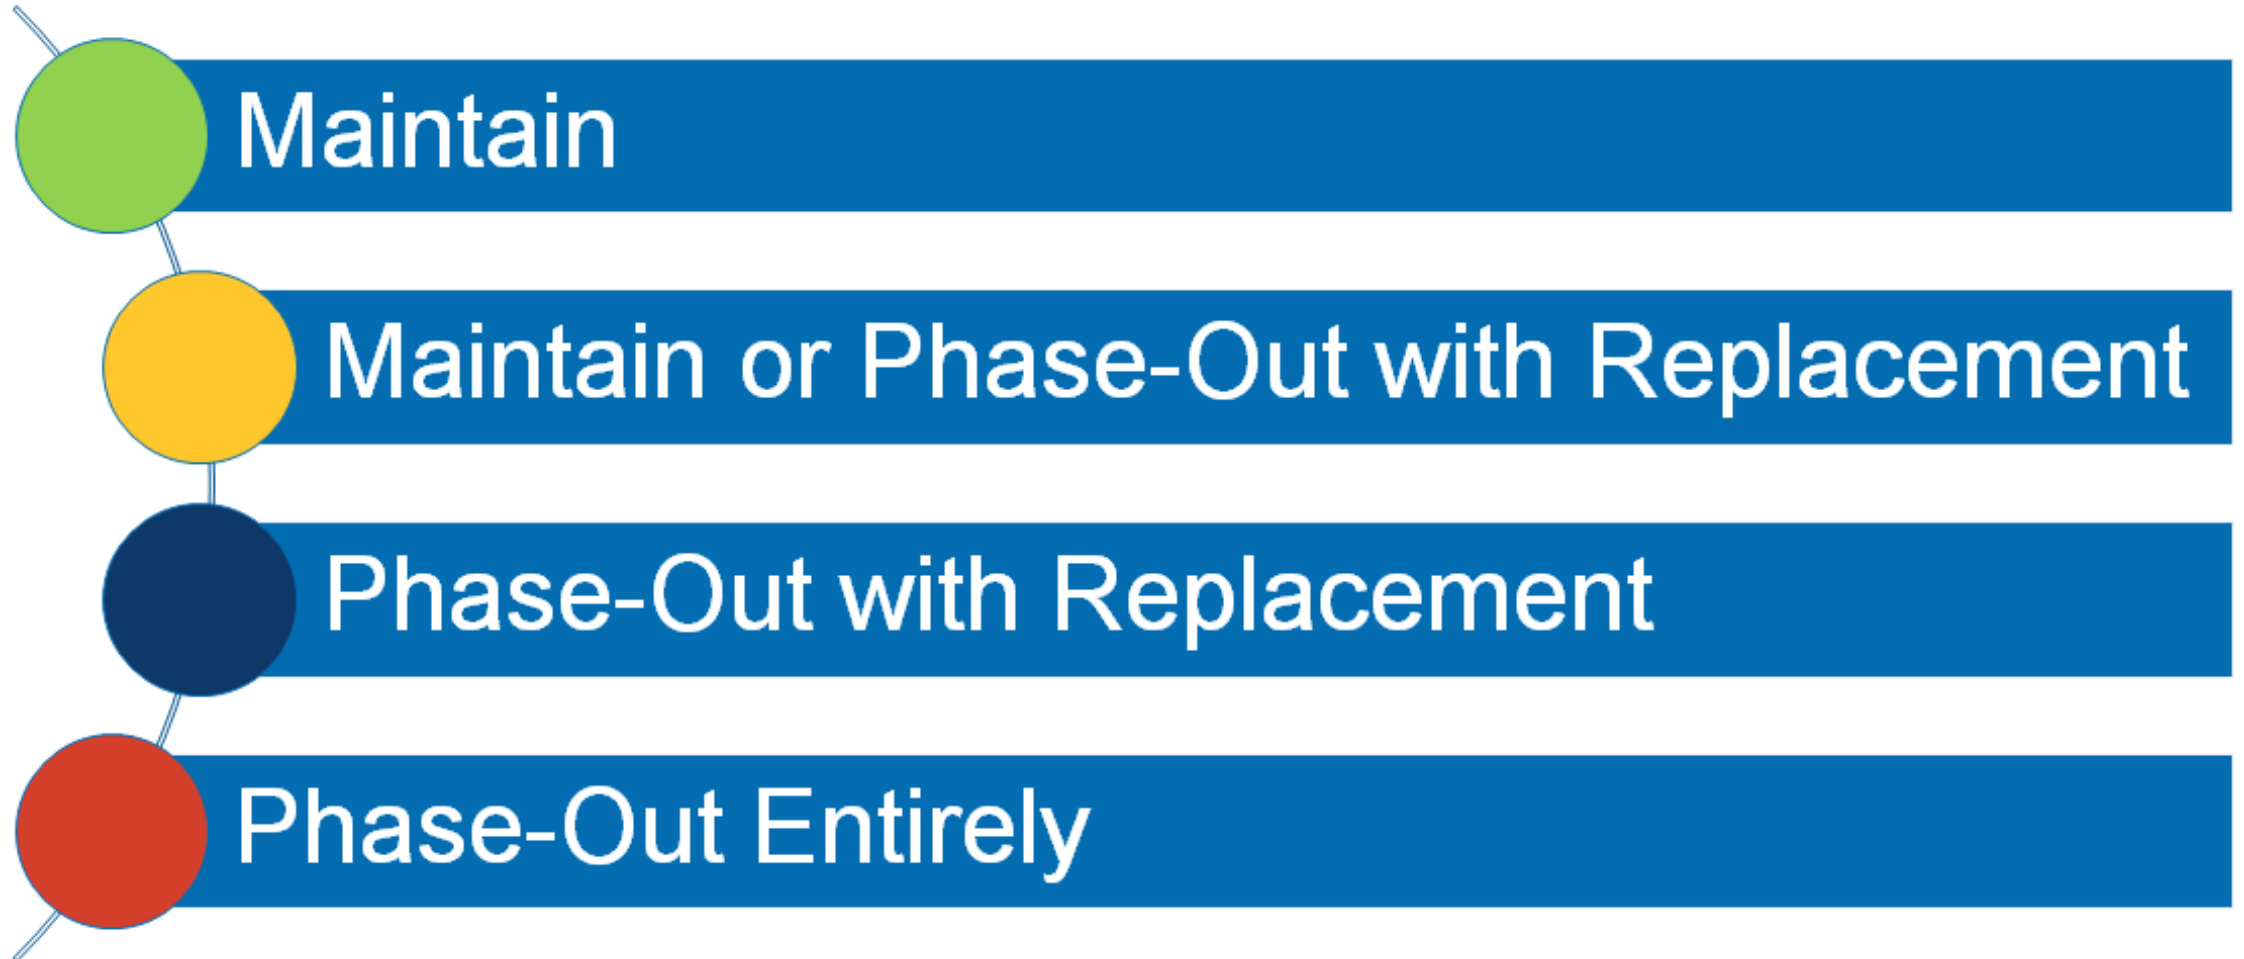 Maintain
Maintain or Phase-Out with Replacement
Phase-Out with Replacement
Phase-Out Entirely